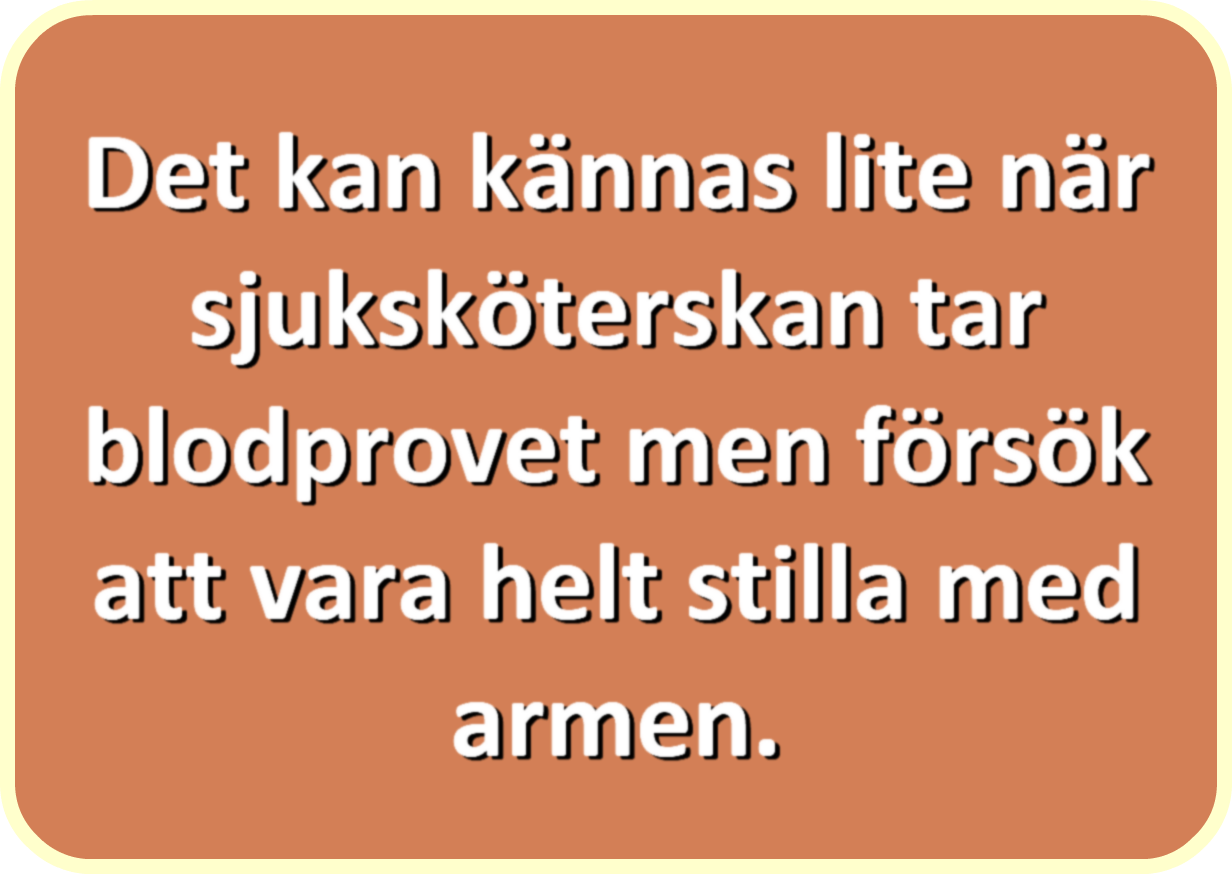 Det kan kännas lite när
sjuksköterskan tar
blodprovet men försök
att vara helt stilla med
armen.